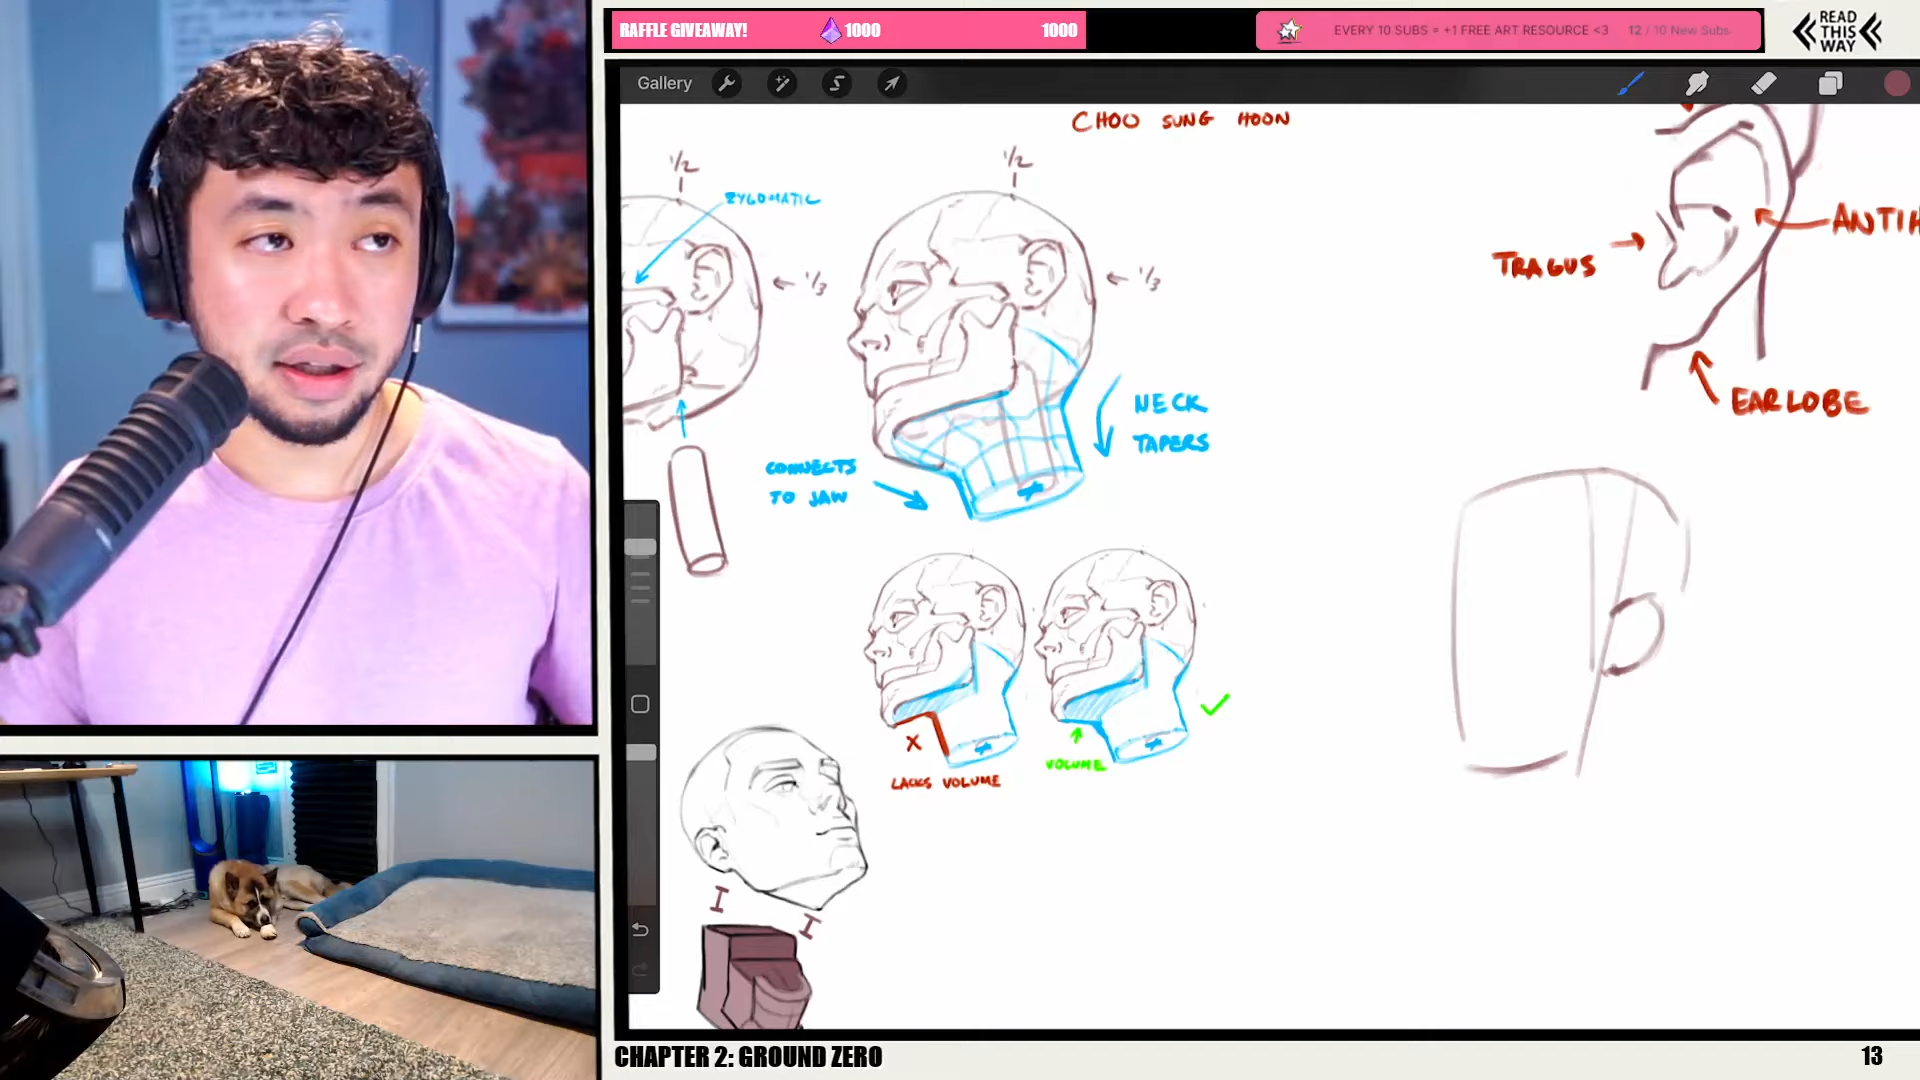 RAFFLE GIVEAWAY!
1000
1000
EVERY 10 SUBS = +1 FREE ART RESOURCE <3
12 / 10 New Subs
READ
THIS
WAY
Gallery
CHOO SUNG HOON
1/2
1/2
ZYGOMATIC
← 1/3
← 1/3
NECK
TAPERS
CONNECTS
TO JAW
TRAGUS
ANTIH
EARLOBE
X
LACKS VOLUME
VOLUME
CHAPTER 2: GROUND ZERO
13